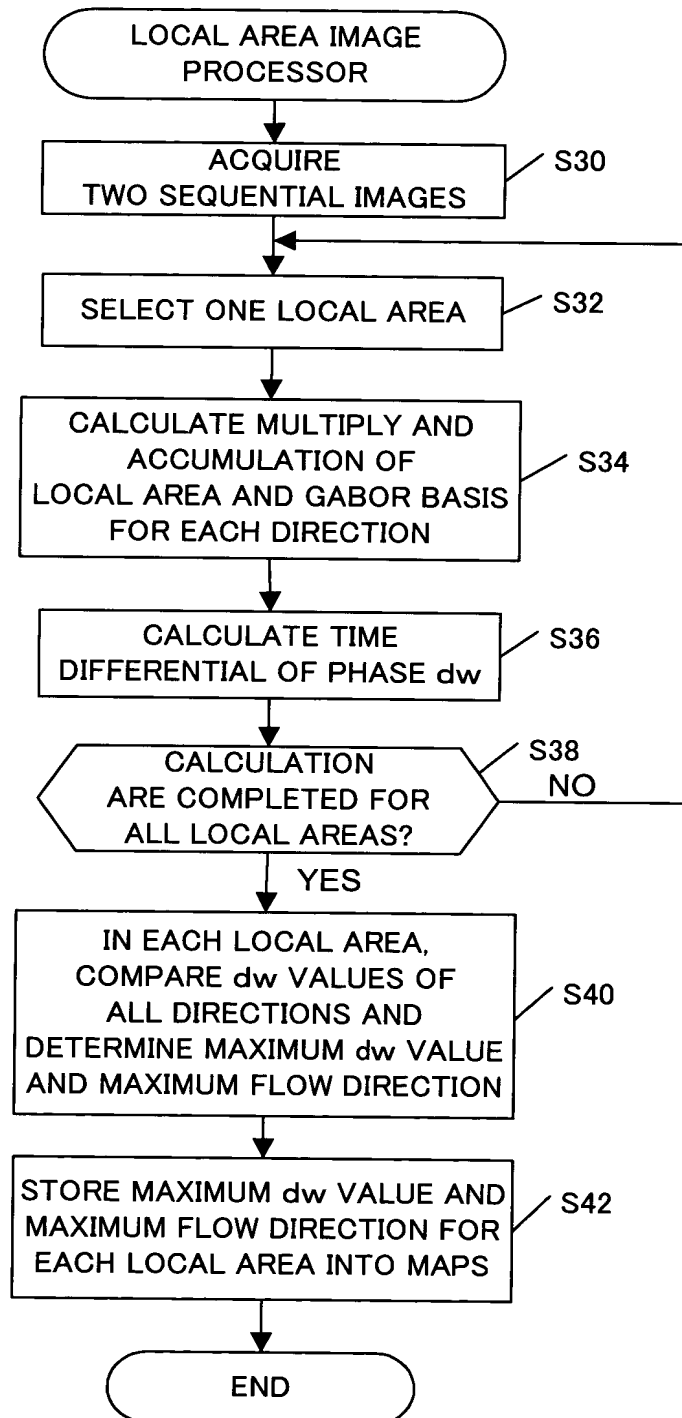 LOCAL AREA IMAGE
PROCESSOR
ACQUIRE
TWO SEQUENTIAL IMAGES
S30
SELECT ONE LOCAL AREA
S32
CALCULATE MULTIPLY AND
ACCUMULATION OF
LOCAL AREA AND GABOR BASIS
FOR EACH DIRECTION
S34
CALCULATE TIME
DIFFERENTIAL OF PHASE dw
S36
CALCULATION
ARE COMPLETED FOR
ALL LOCAL AREAS?
S38
NO
YES
IN EACH LOCAL AREA,
COMPARE dw VALUES OF
ALL DIRECTIONS AND
DETERMINE MAXIMUM dw VALUE
AND MAXIMUM FLOW DIRECTION
S40
STORE MAXIMUM dw VALUE AND
MAXIMUM FLOW DIRECTION FOR
EACH LOCAL AREA INTO MAPS
S42
END